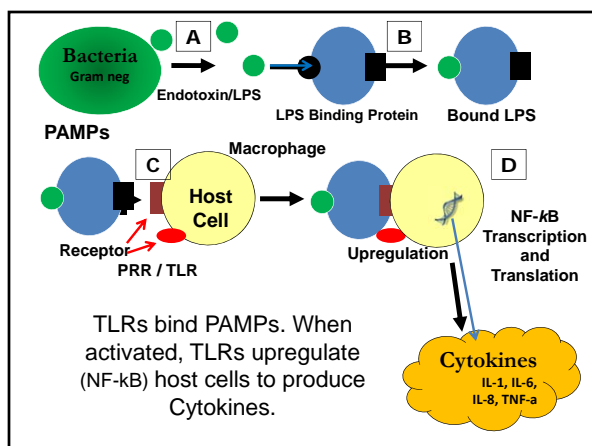 Bacteria
Gram neg
A
B
Endotoxin/LPS
LPS Binding Protein
Bound LPS
PAMPs
C
Macrophage
D
Host
Cell
NF-kB
Transcription
and
Translation
Receptor
PRR / TLR
Upregulation
TLRs bind PAMPs. When
activated, TLRs upregulate
(NF-kB) host cells to produce
Cytokines.
Cytokines
IL-1, IL-6,
IL-8, TNF-a